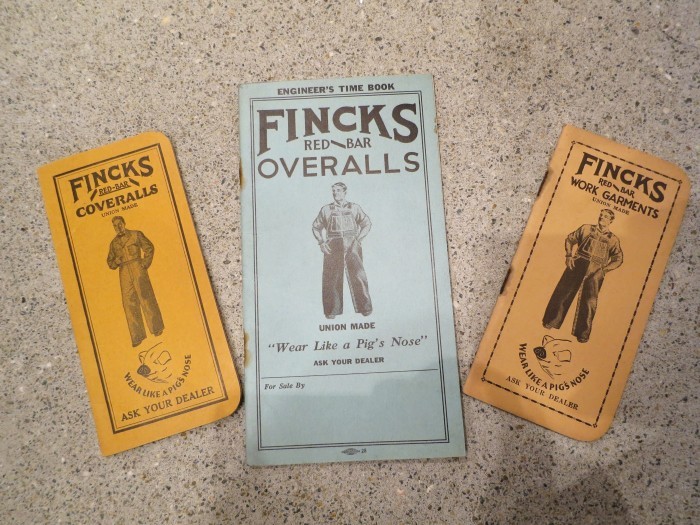 FINCKS
RED-BAR
COVERALLS
UNION MADE
WEAR LIKE A PIG'S NOSE
ASK YOUR DEALER
ENGINEER'S TIME BOOK
FINCKS
RED BAR
OVERALLS
UNION MADE
"Wear Like a Pig's Nose"
ASK YOUR DEALER
For Sale By
FINCKS
RED BAR
WORK GARMENTS
UNION MADE
WEAR LIKE A PIG'S NOSE
ASK YOUR DEALER